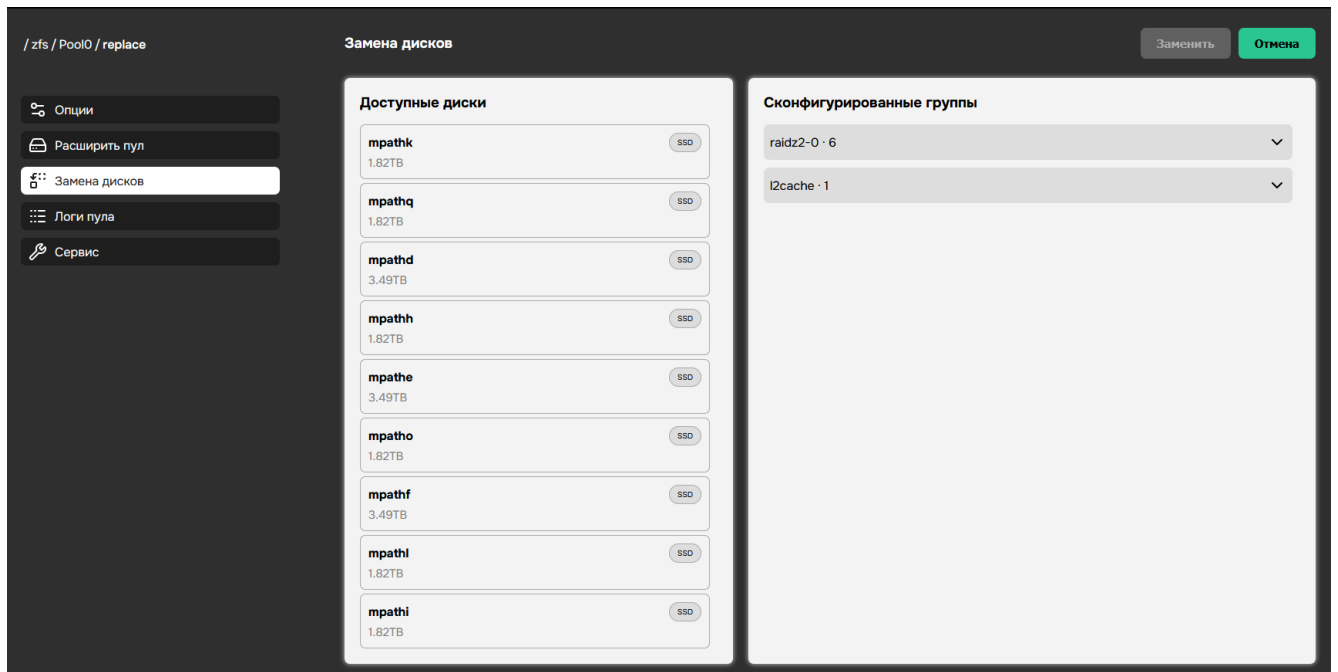 / zfs / Pool0 / replace
Замена дисков
Заменить
Отмена
Опции
Расширить пул
Замена дисков
Логи пула
Сервис
Доступные диски
mpathk
SSD
1.82TB
mpathq
SSD
1.82TB
mpathd
SSD
3.49TB
mpathh
SSD
1.82TB
mpathe
SSD
3.49TB
mpatho
SSD
1.82TB
mpathf
SSD
3.49TB
mpathl
SSD
1.82TB
mpathi
SSD
1.82TB
Сконфигурированные группы
raidz2-0 · 6
l2cache · 1